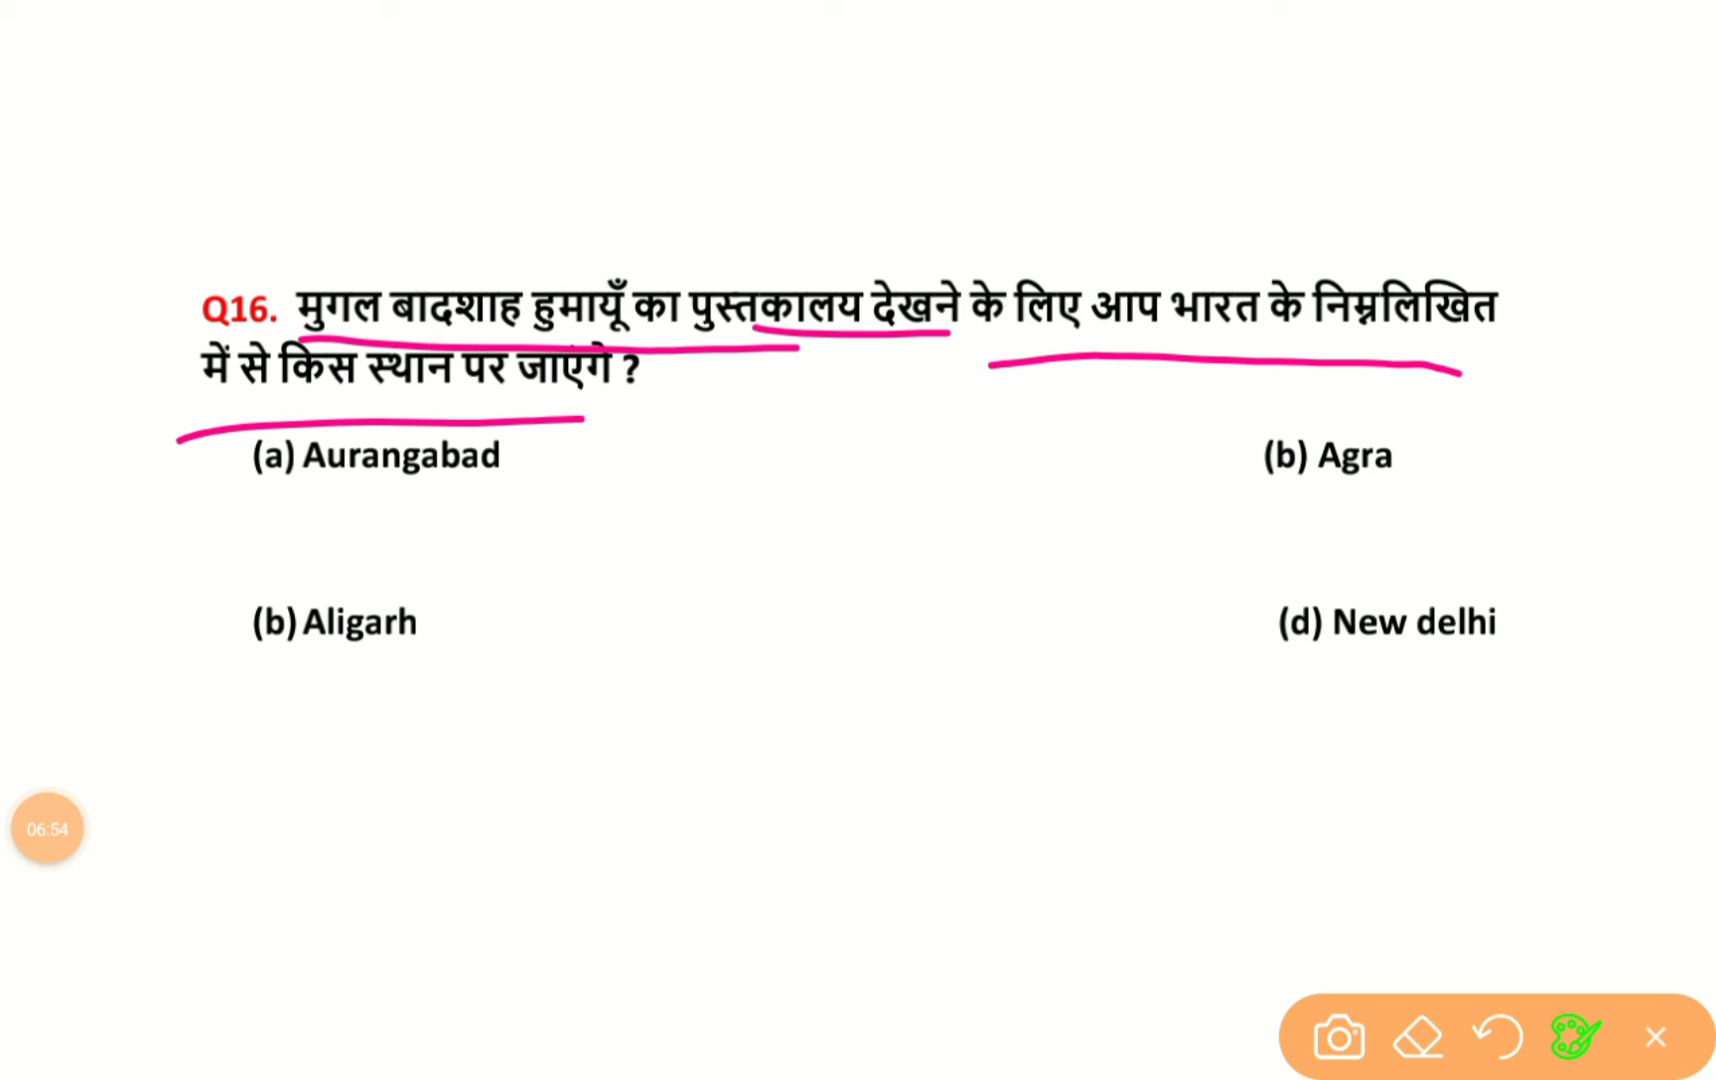 Q16. मुगल बादशाह हुमायूँ का पुस्तकालय देखने के लिए आप भारत के निम्नलिखित
में से किस स्थान पर जाएंगे ?
(a) Aurangabad
(b) Agra
(b) Aligarh
(d) New delhi
06:54